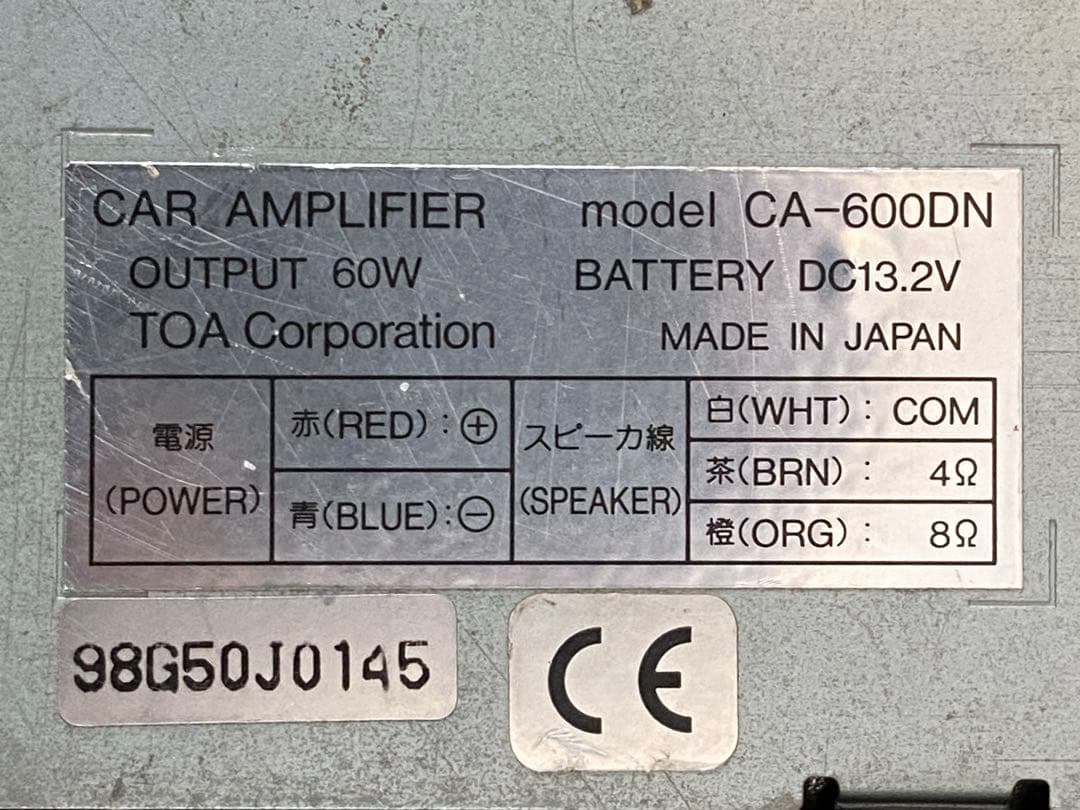 CAR AMPLIFIER model CA-600DN
OUTPUT 60W BATTERY DC13.2V
TOA Corporation MADE IN JAPAN
電源
(POWER)
赤(RED) : ⊕
青(BLUE) : ⊖
スピーカ線
(SPEAKER)
白(WHT) : COM
茶(BRN) : 4Ω
橙(ORG) : 8Ω
98G50J0145
CE